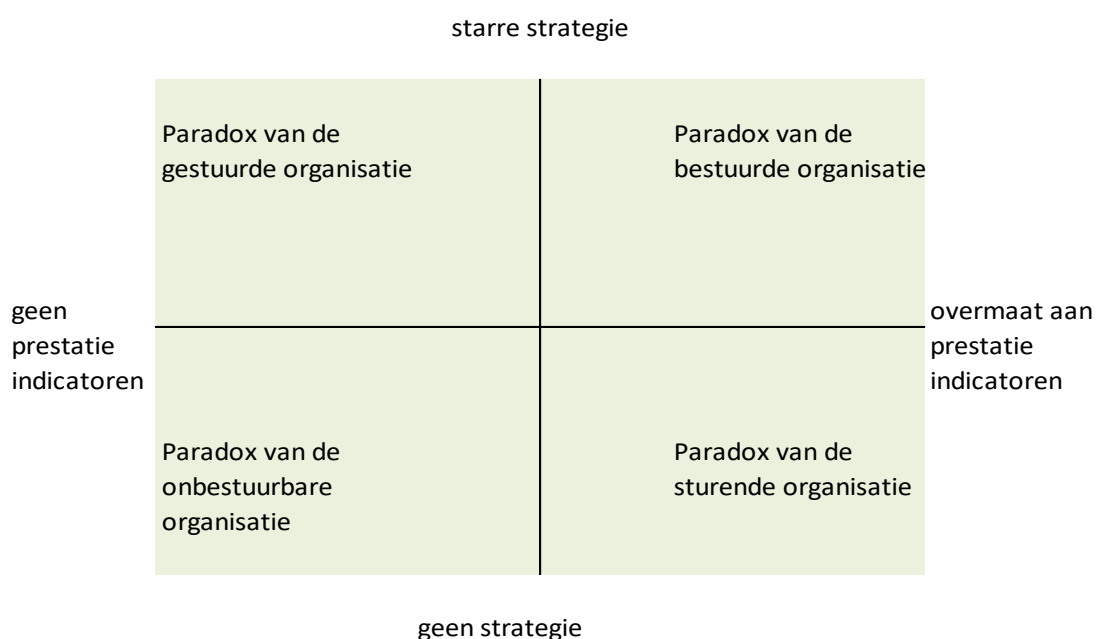 starre strategie
Paradox van de
gestuurde organisatie
Paradox van de
bestuurde organisatie
geen
prestatie
indicatoren
overmaat aan
prestatie
indicatoren
Paradox van de
onbestuurbare
organisatie
Paradox van de
sturende organisatie
geen strategie